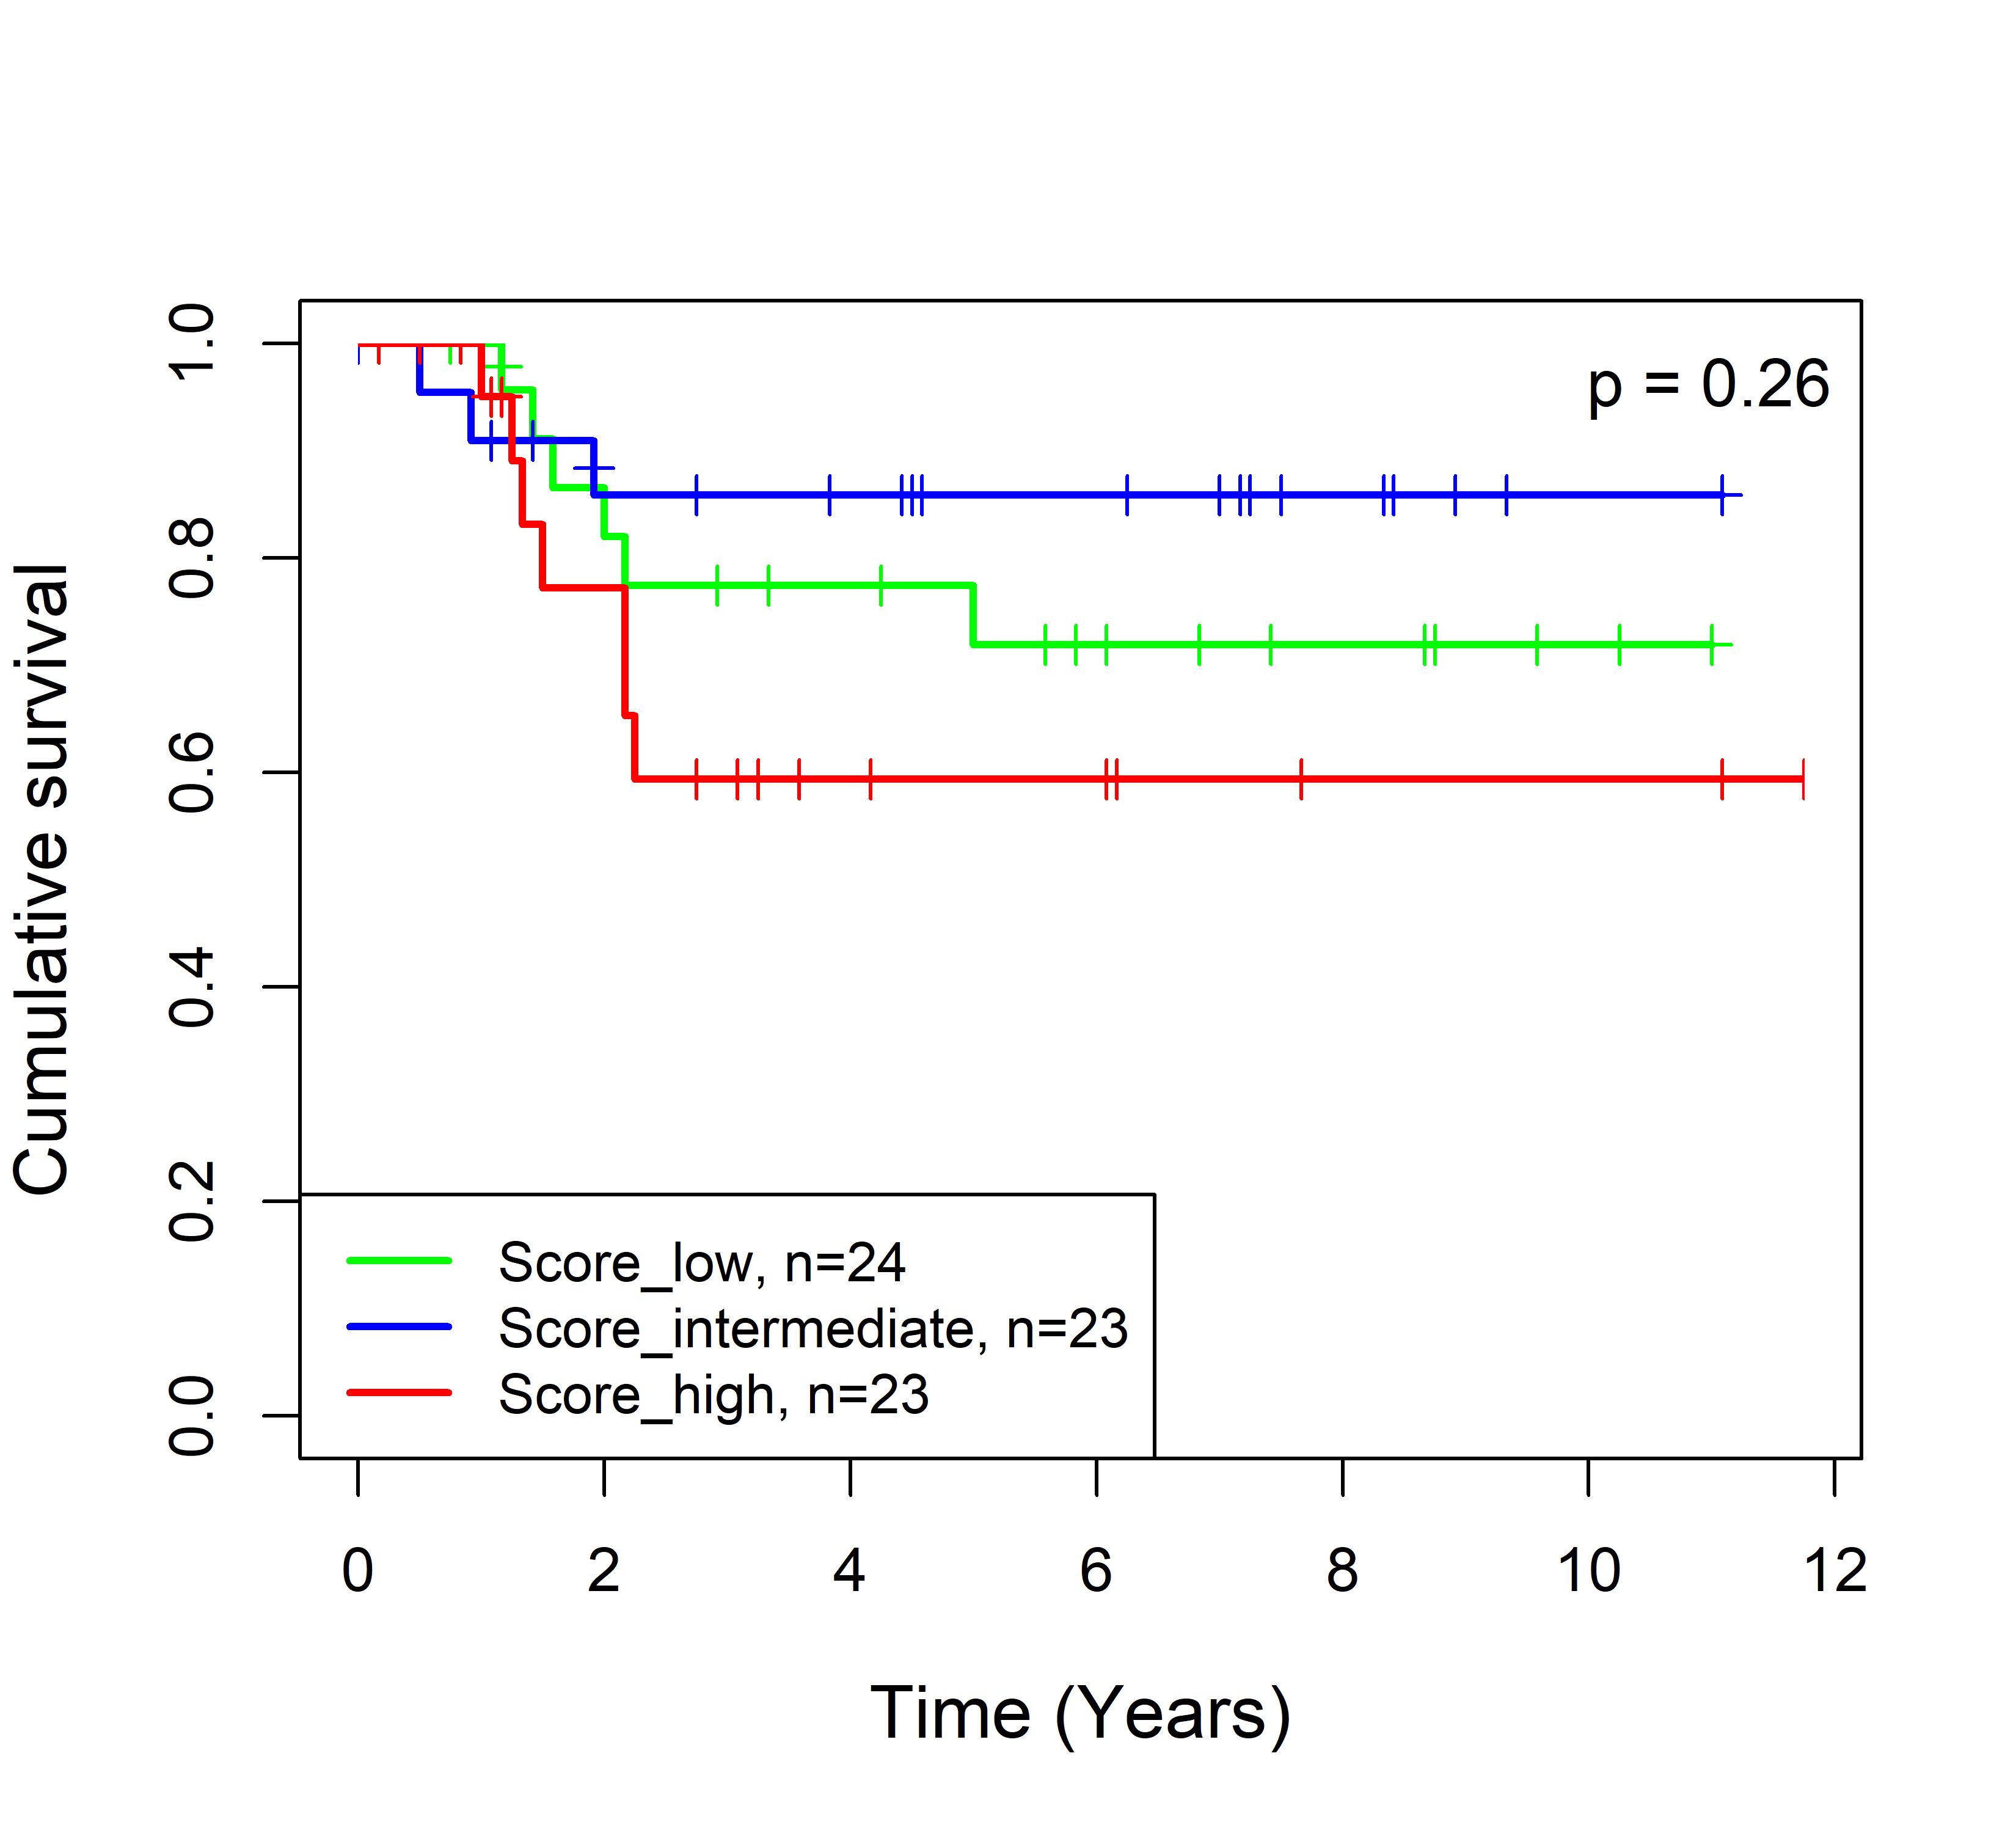 p = 0.26
Cumulative survival
1.0
0.8
0.6
0.4
0.2
0.0
Score_low, n=24
Score_intermediate, n=23
Score_high, n=23
0 2 4 6 8 10 12
Time (Years)